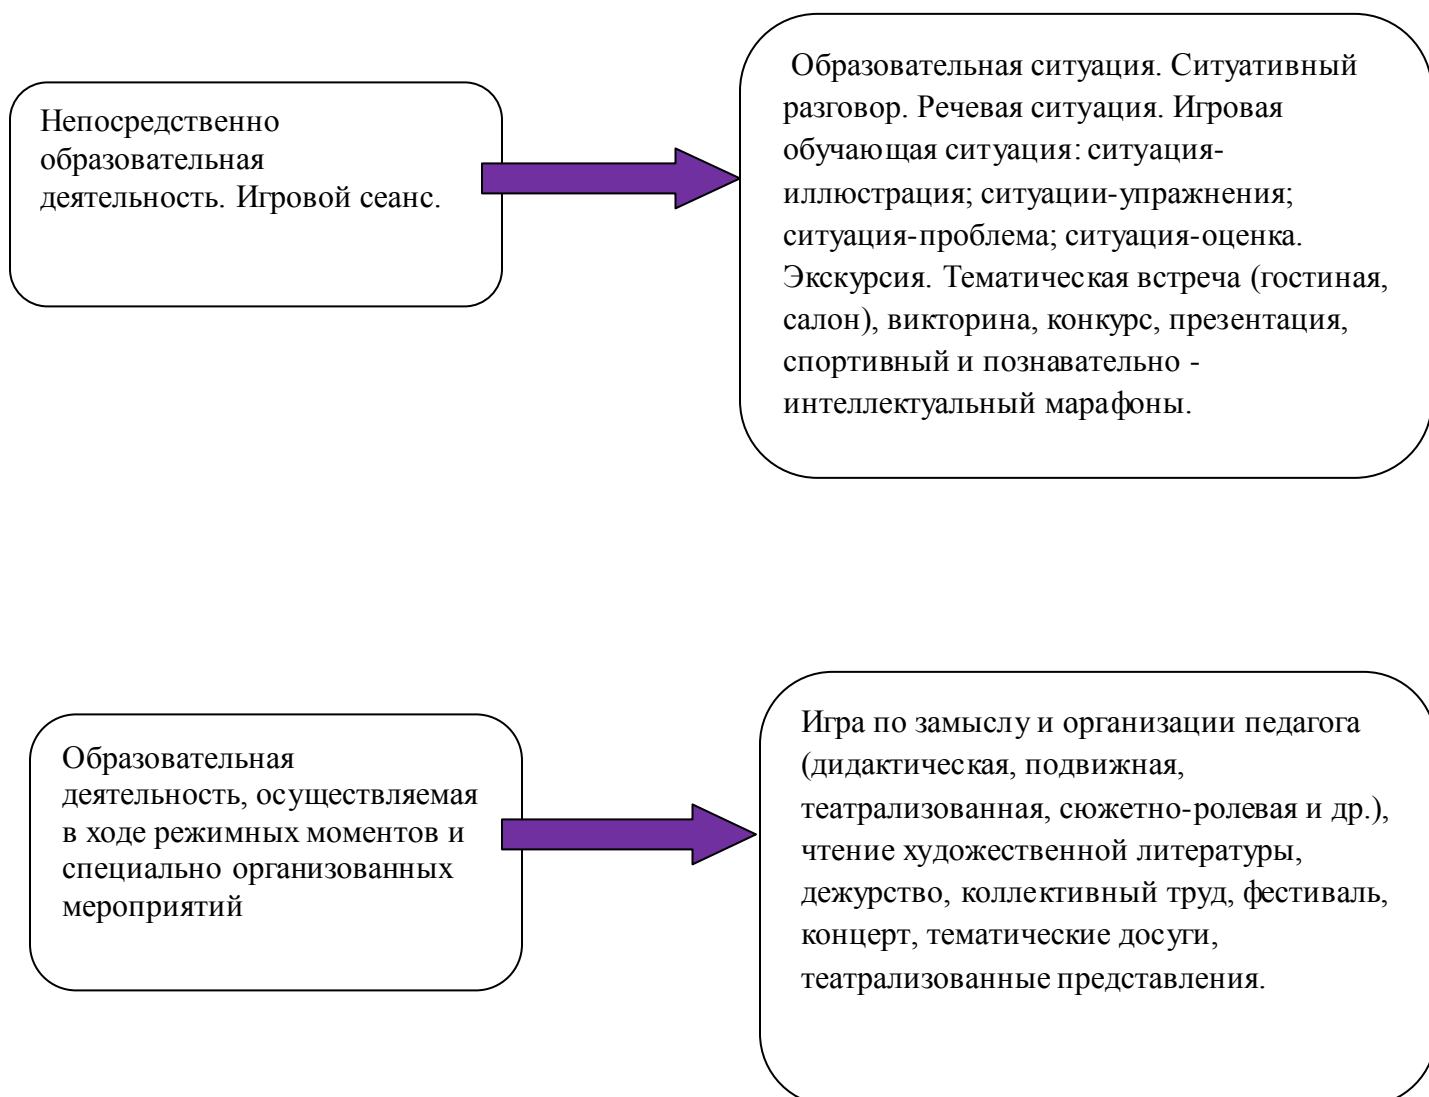 Непосредственно
образовательная
деятельность. Игровой сеанс.
Образовательная ситуация. Ситуативный
разговор. Речевая ситуация. Игровая
обучающая ситуация: ситуация-
иллюстрация; ситуации-упражнения;
ситуация-проблема; ситуация-оценка.
Экскурсия. Тематическая встреча (гостиная,
салон), викторина, конкурс, презентация,
спортивный и познавательно -
интеллектуальный марафоны.
Образовательная
деятельность, осуществляемая
в ходе режимных моментов и
специально организованных
мероприятий
Игра по замыслу и организации педагога
(дидактическая, подвижная,
театрализованная, сюжетно-ролевая и др.),
чтение художественной литературы,
дежурство, коллективный труд, фестиваль,
концерт, тематические досуги,
театрализованные представления.